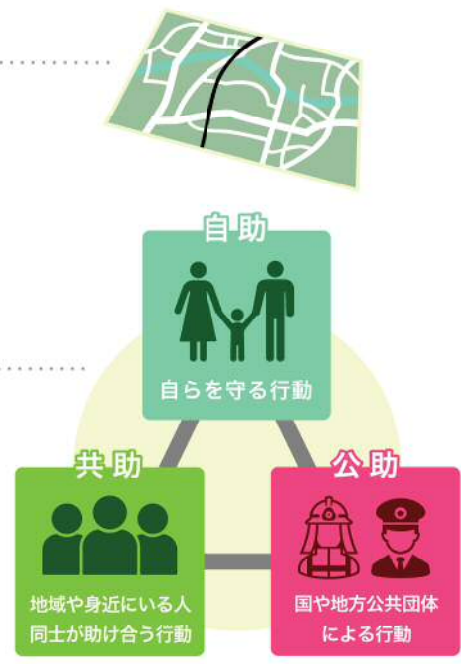 自助
自らを守る行動
共助
地域や身近にいる人
同士が助け合う行動
公助
国や地方公共団体
による行動